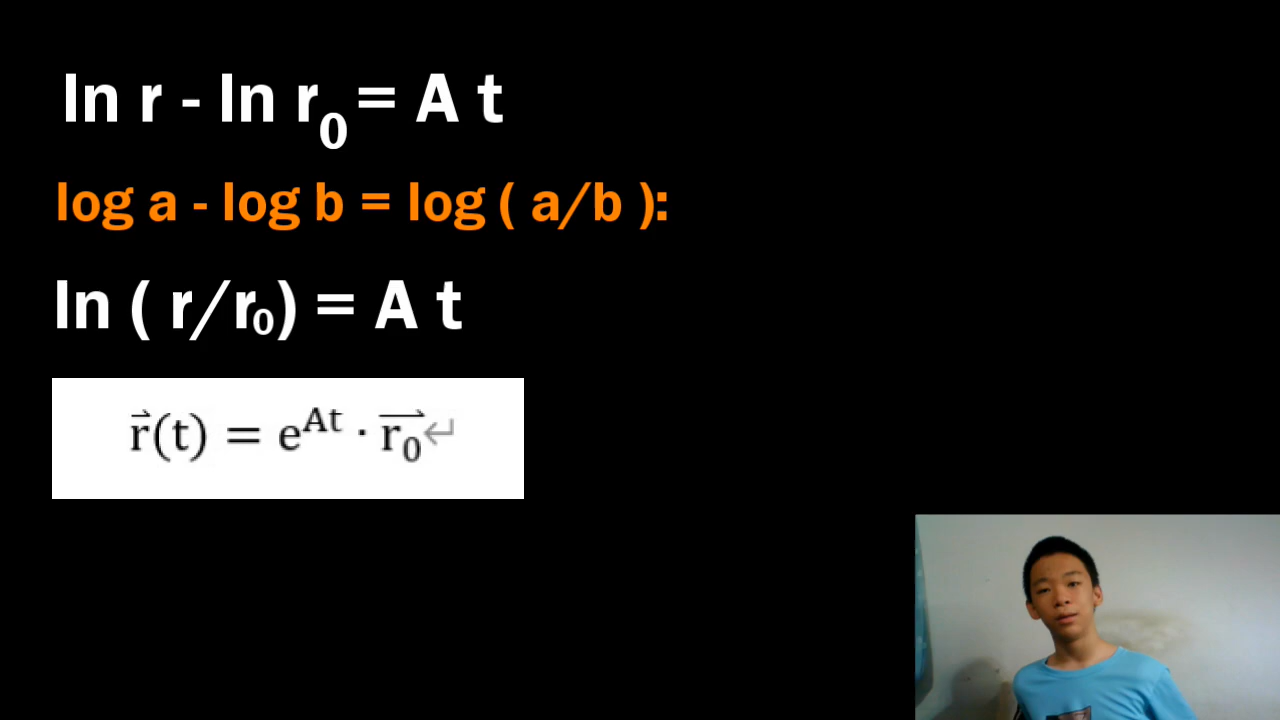 ln r - ln r₀ = A t
log a - log b = log ( a/b ):
ln ( r/r₀) = A t
r⃗(t) = e^At · r₀⃗ ↵